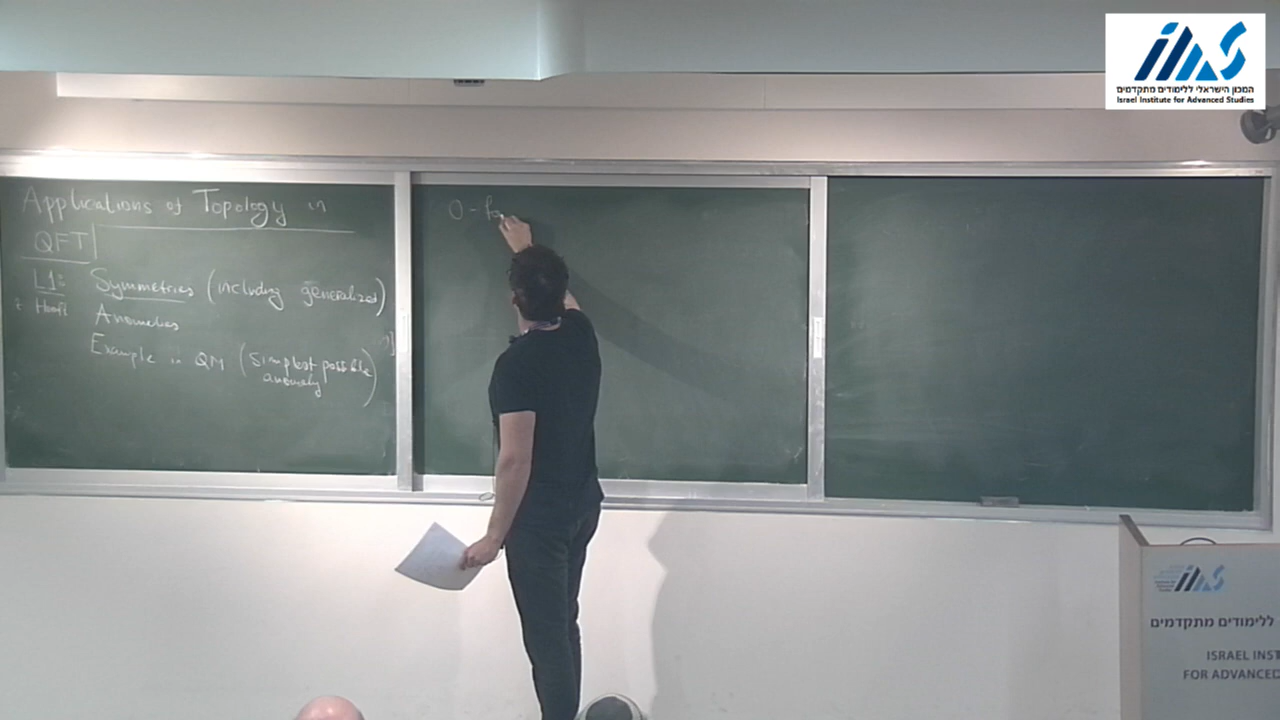 המכון הישראלי ללימודים מתקדמים
Israel Institute for Advanced Studies
Applications of Topology in
QFT
L1: Symmetries (including generalized)
't Hooft Anomalies
Example in QM (simplest possible
anomaly)
0 - fo
ללימודים מתקדמים
ISRAEL INST
FOR ADVANCED